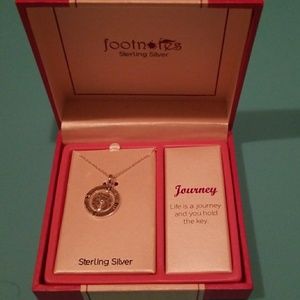 footnotes
Sterling Silver
Journey
Life is a journey
and you hold
the key.
Sterling Silver